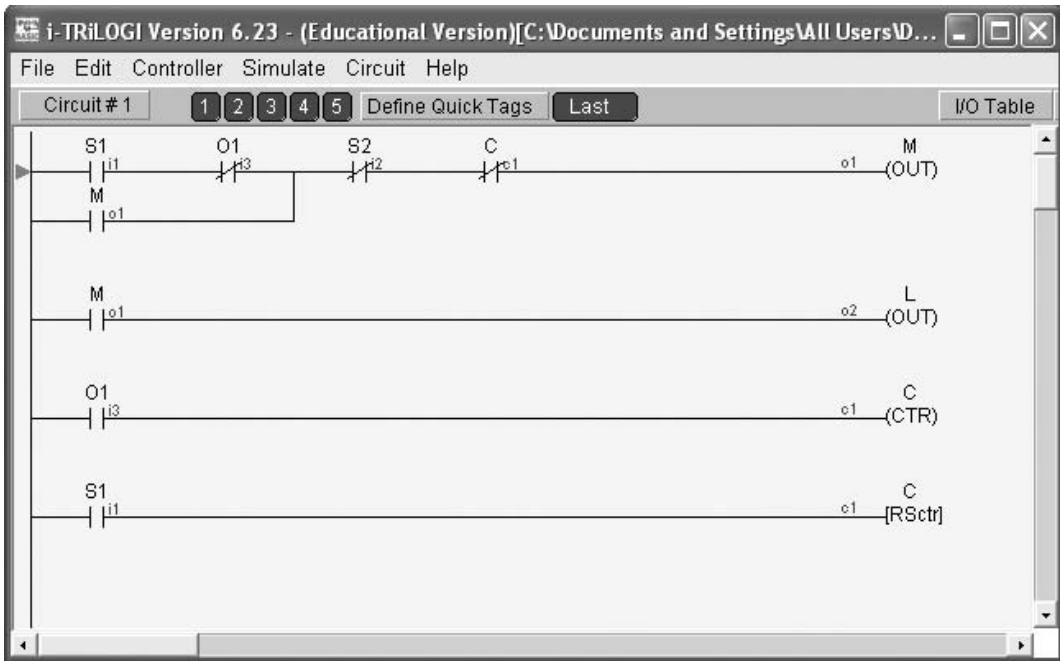 i-TRiLOGI Version 6.23 - (Educational Version)[C:\Documents and Settings\All Users\D...
File Edit Controller Simulate Circuit Help
Circuit # 1 1 2 3 4 5 Define Quick Tags Last I/O Table
S1 O1 S2 C M
i1 i3 i2 c1 o1 (OUT)
M
o1
M L
o1 o2 (OUT)
O1 C
i3 c1 (CTR)
S1 C
i1 c1 [RSctr]